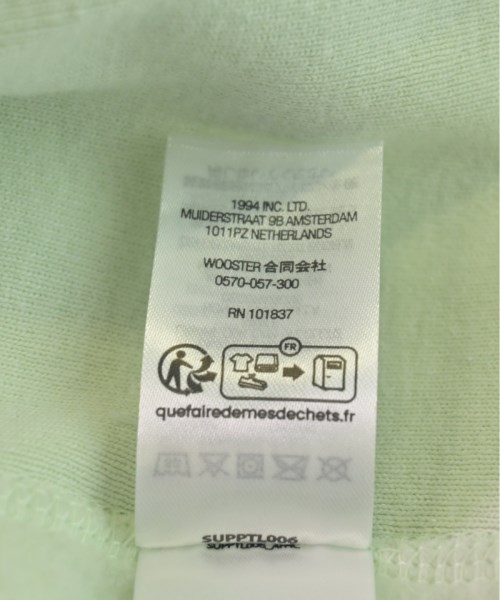 1994 INC. LTD.
MUIDERSTRAAT 9B AMSTERDAM
1011PZ NETHERLANDS
WOOSTER 合同会社
0570-057-300
RN 101837
FR
quefairedemesdechets.fr
SUPPTL006